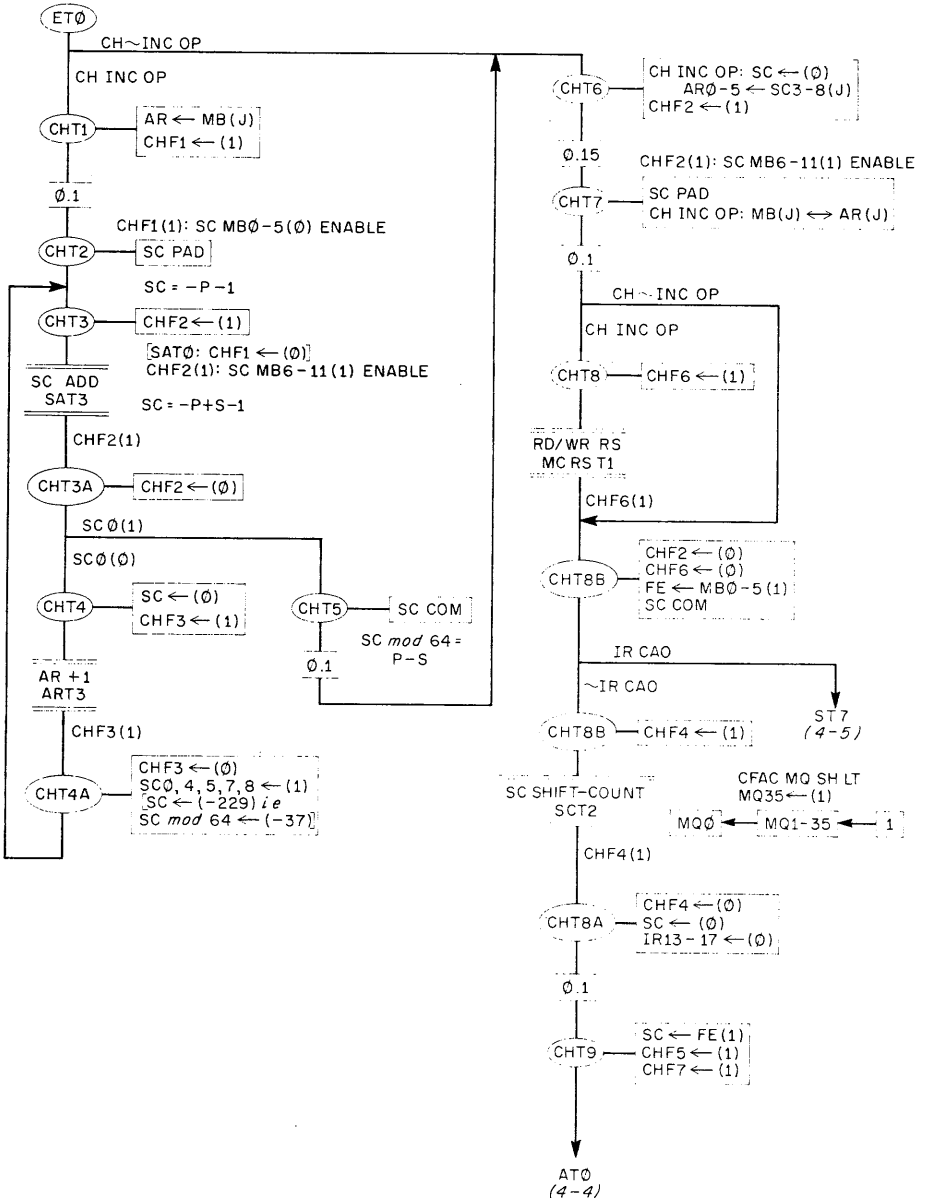 ETØ
CH~INC OP
CH INC OP
CHT1
AR ← MB(J)
CHF1 ← (1)
Ø.1
CHF1(1): SC MBØ-5(Ø) ENABLE
CHT2
SC PAD
SC = -P-1
CHT3
CHF2 ← (1)
[SATØ: CHF1 ← (Ø)]
CHF2(1): SC MB6-11(1) ENABLE
SC ADD
SAT3
SC = -P+S-1
CHF2(1)
CHT3A
CHF2 ← (Ø)
SCØ(1)
SCØ(Ø)
CHT4
SC ← (Ø)
CHF3 ← (1)
CHT5
SC COM
SC mod 64 =
P-S
Ø.1
AR +1
ART3
CHF3(1)
CHT4A
CHF3 ← (Ø)
SCØ, 4, 5, 7, 8 ← (1)
[SC ← (-229) ie
SC mod 64 ← (-37)]
CHT6
CH INC OP: SC ← (Ø)
ARØ-5 ← SC3-8(J)
CHF2 ← (1)
Ø.15
CHF2(1): SC MB6-11(1) ENABLE
CHT7
SC PAD
CH INC OP: MB(J) ↔ AR(J)
Ø.1
CH~INC OP
CH INC OP
CHT8
CHF6 ← (1)
RD/WR RS
MC RS T1
CHF6(1)
CHT8B
CHF2 ← (Ø)
CHF6 ← (Ø)
FE ← MBØ-5(1)
SC COM
IR CAO
~IR CAO
ST7
(4-5)
CHT8B
CHF4 ← (1)
SC SHIFT-COUNT
SCT2
CFAC MQ SH LT
MQ35 ← (1)
MQØ ← MQ1-35 ← 1
CHF4(1)
CHT8A
CHF4 ← (Ø)
SC ← (Ø)
IR13-17 ← (Ø)
Ø.1
CHT9
SC ← FE(1)
CHF5 ← (1)
CHF7 ← (1)
ATØ
(4-4)